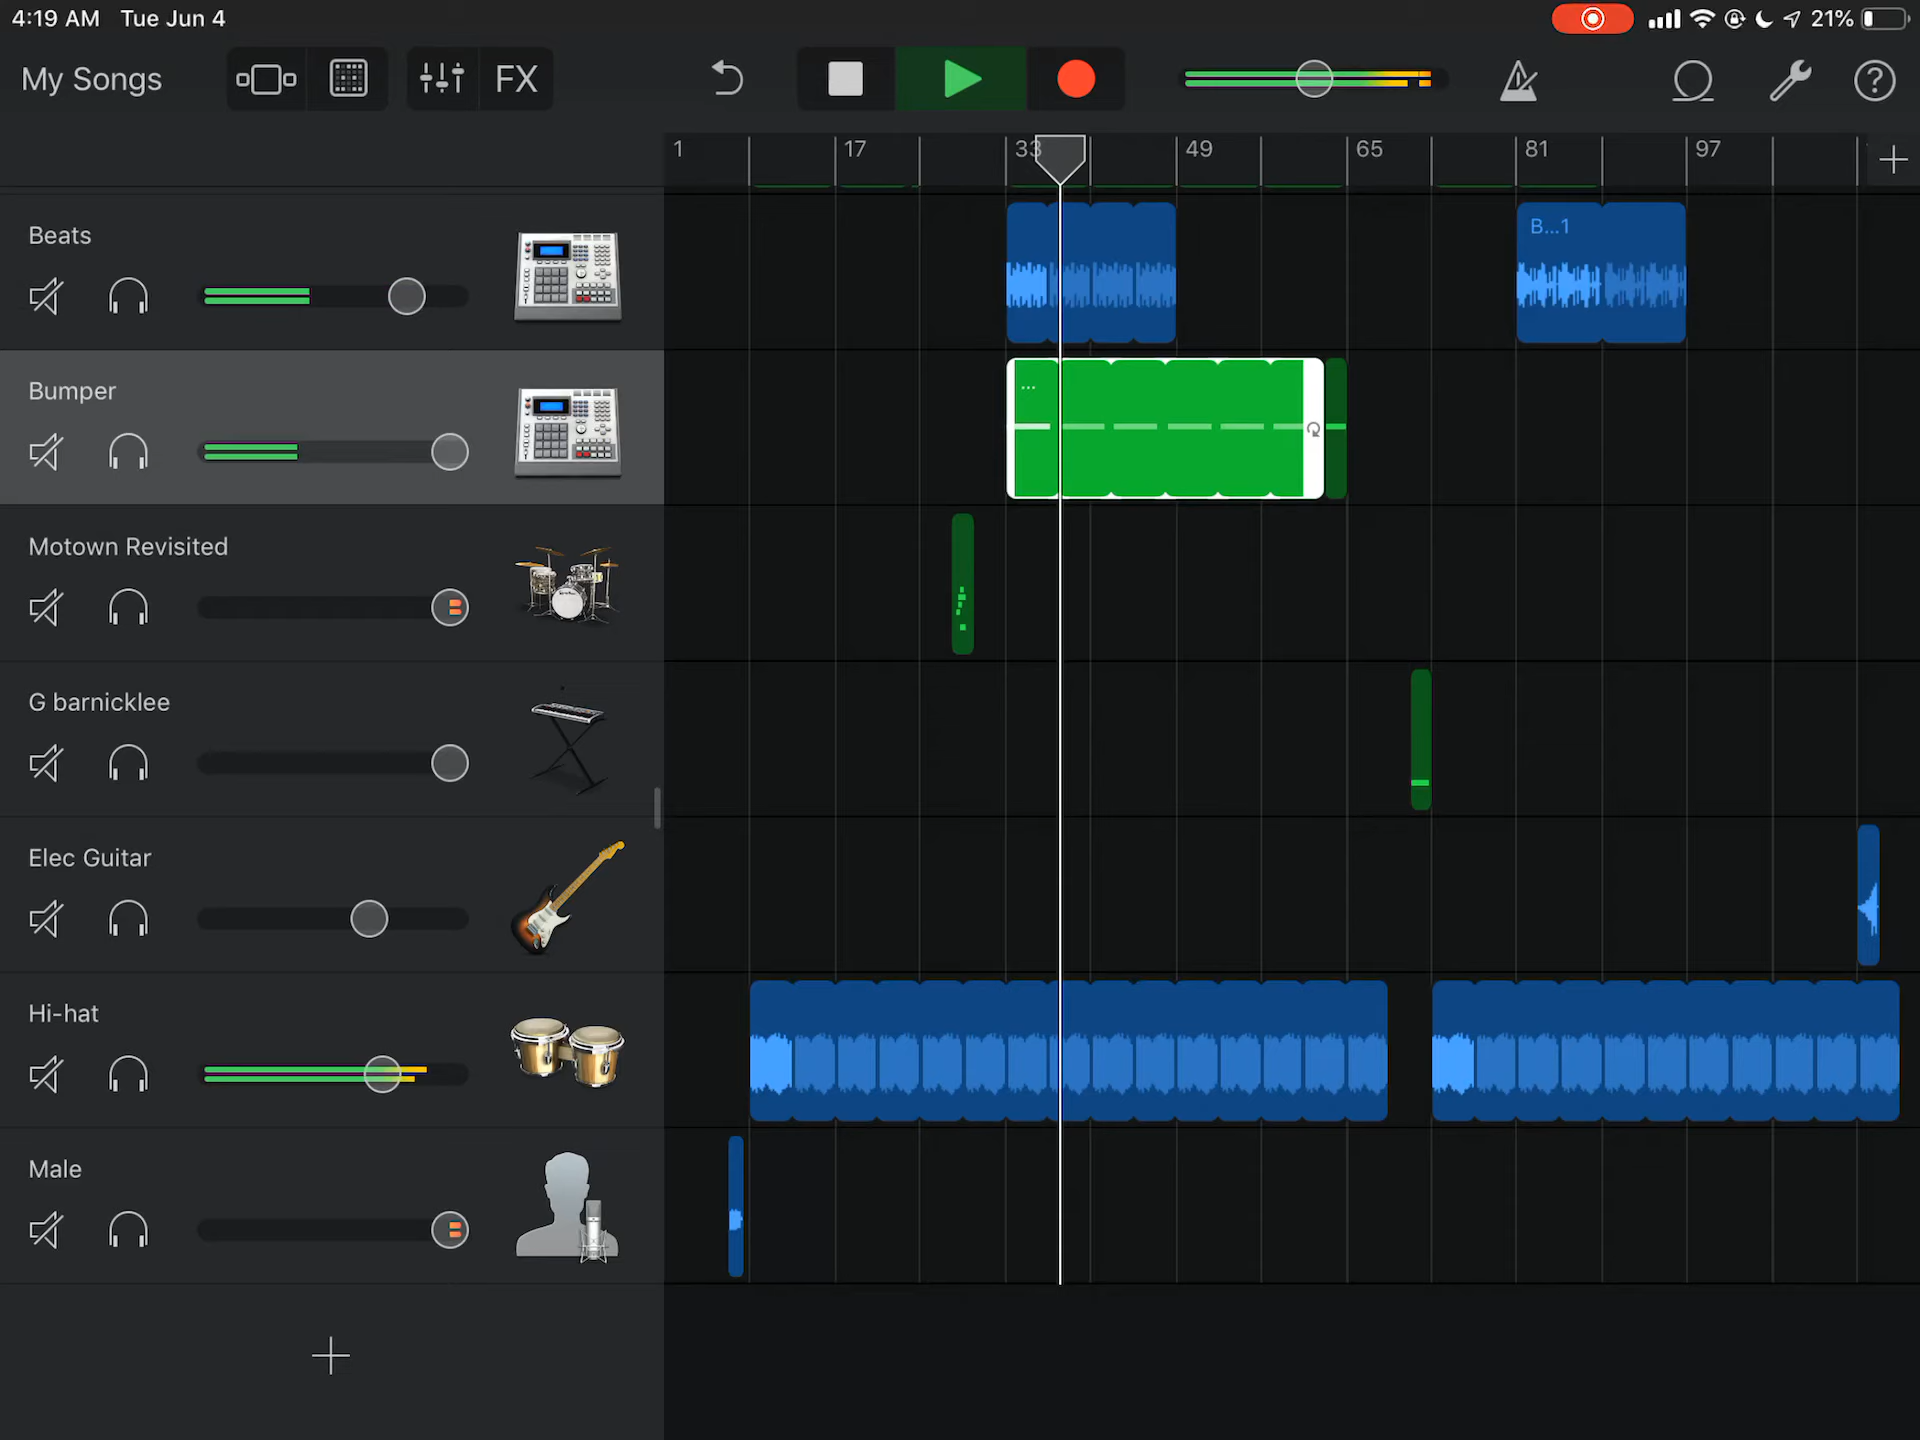 4:19 AM Tue Jun 4
21%
My Songs
FX
?
1 17 33 49 65 81 97
Beats
B...1
Bumper
...
Motown Revisited
G barnicklee
Elec Guitar
Hi-hat
Male